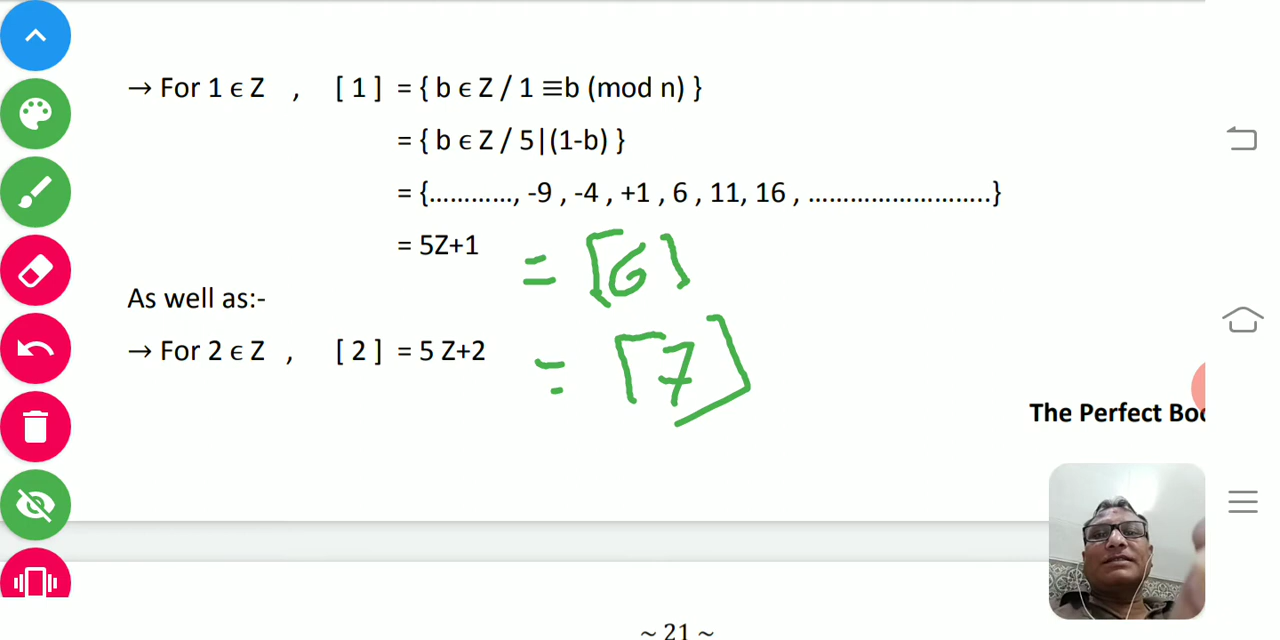 → For 1 ϵ Z , [ 1 ] = { b ϵ Z / 1 ≡b (mod n) }
= { b ϵ Z / 5|(1-b) }
= {…………, -9 , -4 , +1 , 6 , 11, 16 , ……………………..}
= 5Z+1 = [6]
As well as:-
→ For 2 ϵ Z , [ 2 ] = 5 Z+2 = [7]
The Perfect
~ 21 ~